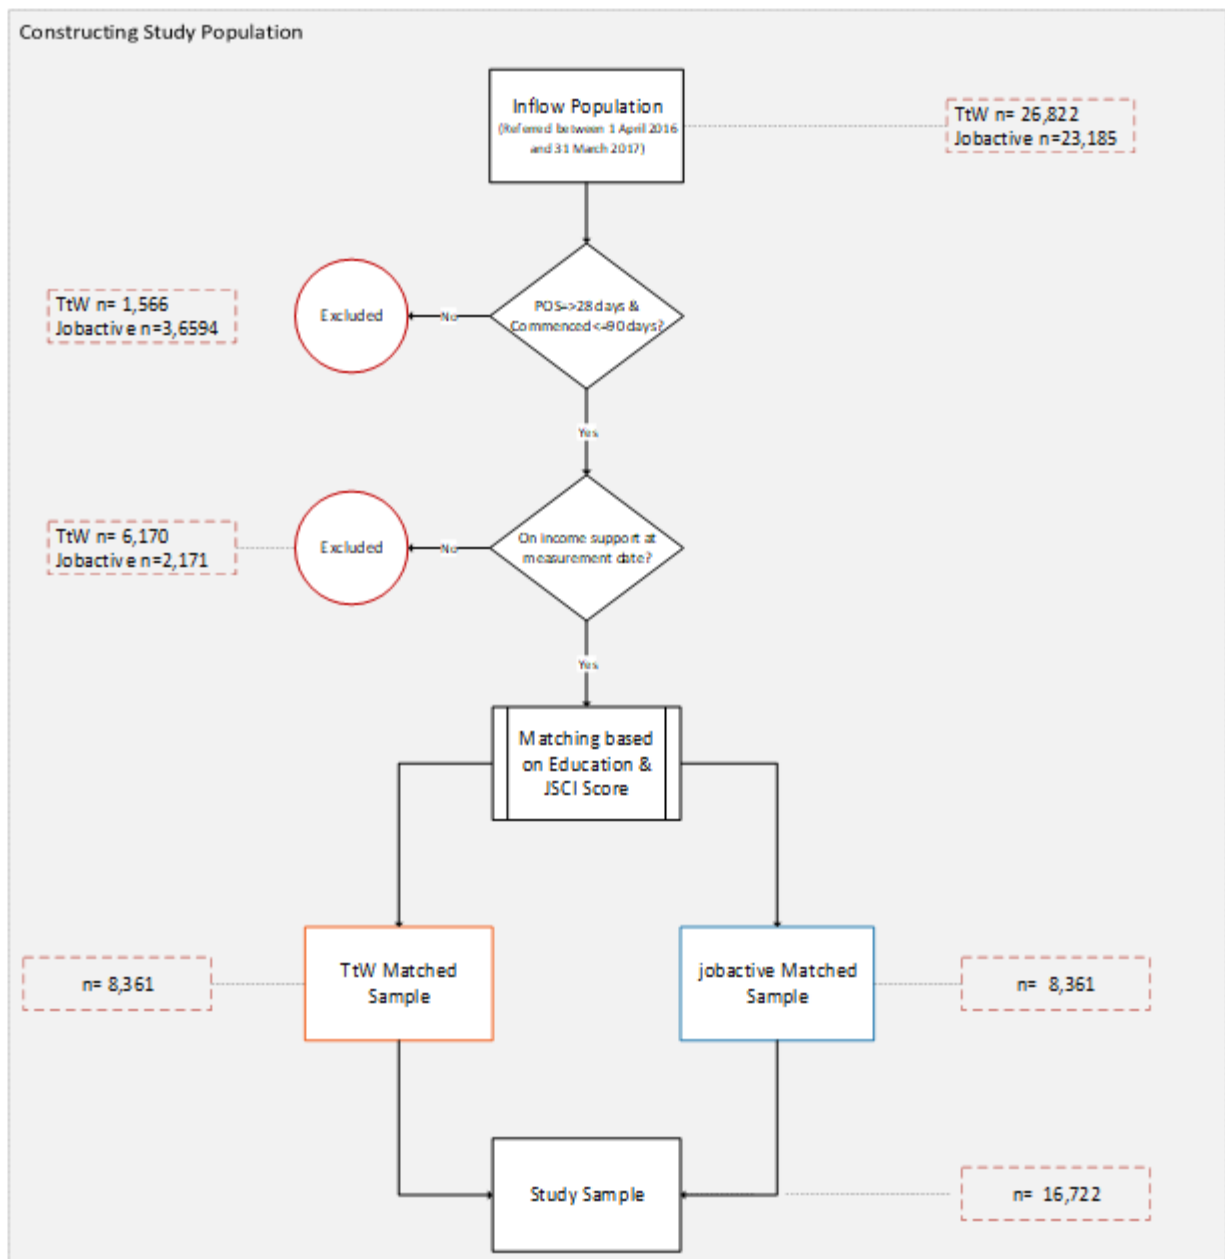 Constructing Study Population
Inflow Population
(Referred between 1 April 2016
and 31 March 2017)
TtW n= 26,822
Jobactive n=23,185
POS=>28 days &
Commenced <=90 days?
No
Excluded
TtW n= 1,566
Jobactive n=3,6594
Yes
On income support at
measurement date?
No
Excluded
TtW n= 6,170
Jobactive n=2,171
Yes
Matching based
on Education &
JSCI Score
n= 8,361
TtW Matched
Sample
jobactive Matched
Sample
n= 8,361
Study Sample
n= 16,722